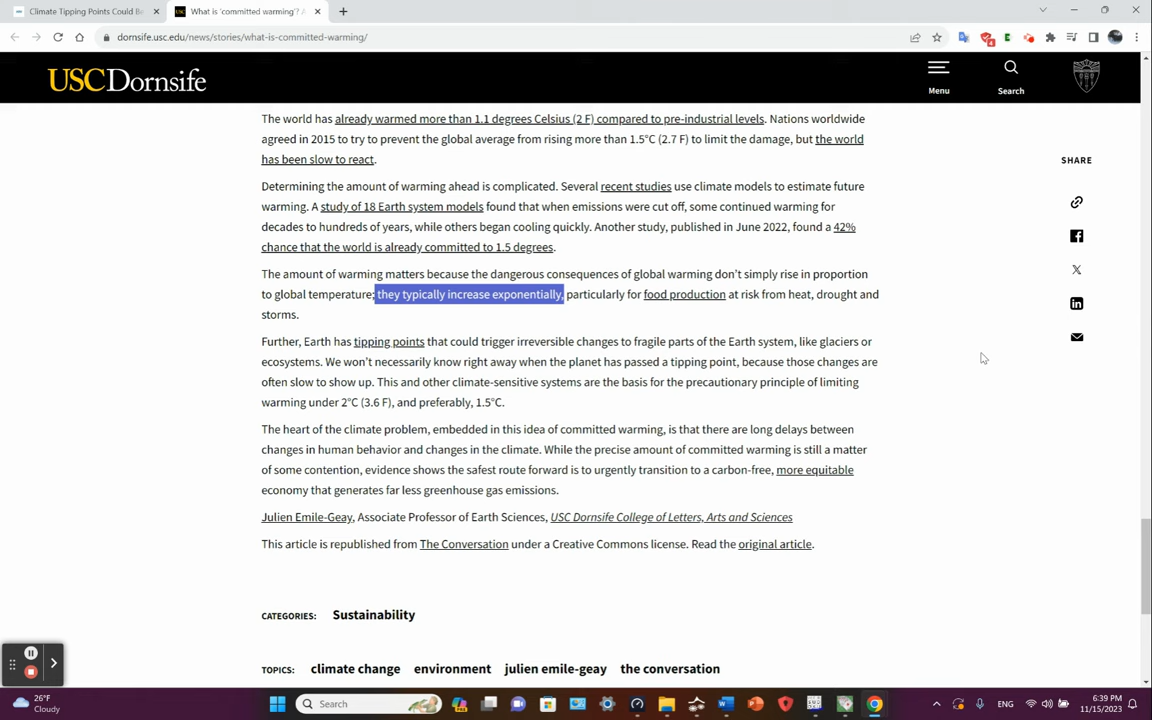 Climate Tipping Points Could Be
What is 'committed warming'? A
dornsife.usc.edu/news/stories/what-is-committed-warming/
USCDornsife
Menu
Search
The world has already warmed more than 1.1 degrees Celsius (2 F) compared to pre-industrial levels. Nations worldwide
agreed in 2015 to try to prevent the global average from rising more than 1.5°C (2.7 F) to limit the damage, but the world
has been slow to react.
SHARE
Determining the amount of warming ahead is complicated. Several recent studies use climate models to estimate future
warming. A study of 18 Earth system models found that when emissions were cut off, some continued warming for
decades to hundreds of years, while others began cooling quickly. Another study, published in June 2022, found a 42%
chance that the world is already committed to 1.5 degrees.
The amount of warming matters because the dangerous consequences of global warming don't simply rise in proportion
to global temperature; they typically increase exponentially, particularly for food production at risk from heat, drought and
storms.
Further, Earth has tipping points that could trigger irreversible changes to fragile parts of the Earth system, like glaciers or
ecosystems. We won't necessarily know right away when the planet has passed a tipping point, because those changes are
often slow to show up. This and other climate-sensitive systems are the basis for the precautionary principle of limiting
warming under 2°C (3.6 F), and preferably, 1.5°C.
The heart of the climate problem, embedded in this idea of committed warming, is that there are long delays between
changes in human behavior and changes in the climate. While the precise amount of committed warming is still a matter
of some contention, evidence shows the safest route forward is to urgently transition to a carbon-free, more equitable
economy that generates far less greenhouse gas emissions.
Julien Emile-Geay, Associate Professor of Earth Sciences, USC Dornsife College of Letters, Arts and Sciences
This article is republished from The Conversation under a Creative Commons license. Read the original article.
CATEGORIES: Sustainability
TOPICS: climate change environment julien emile-geay the conversation
26°F
Cloudy
Search
ENG
6:39 PM
11/15/2023